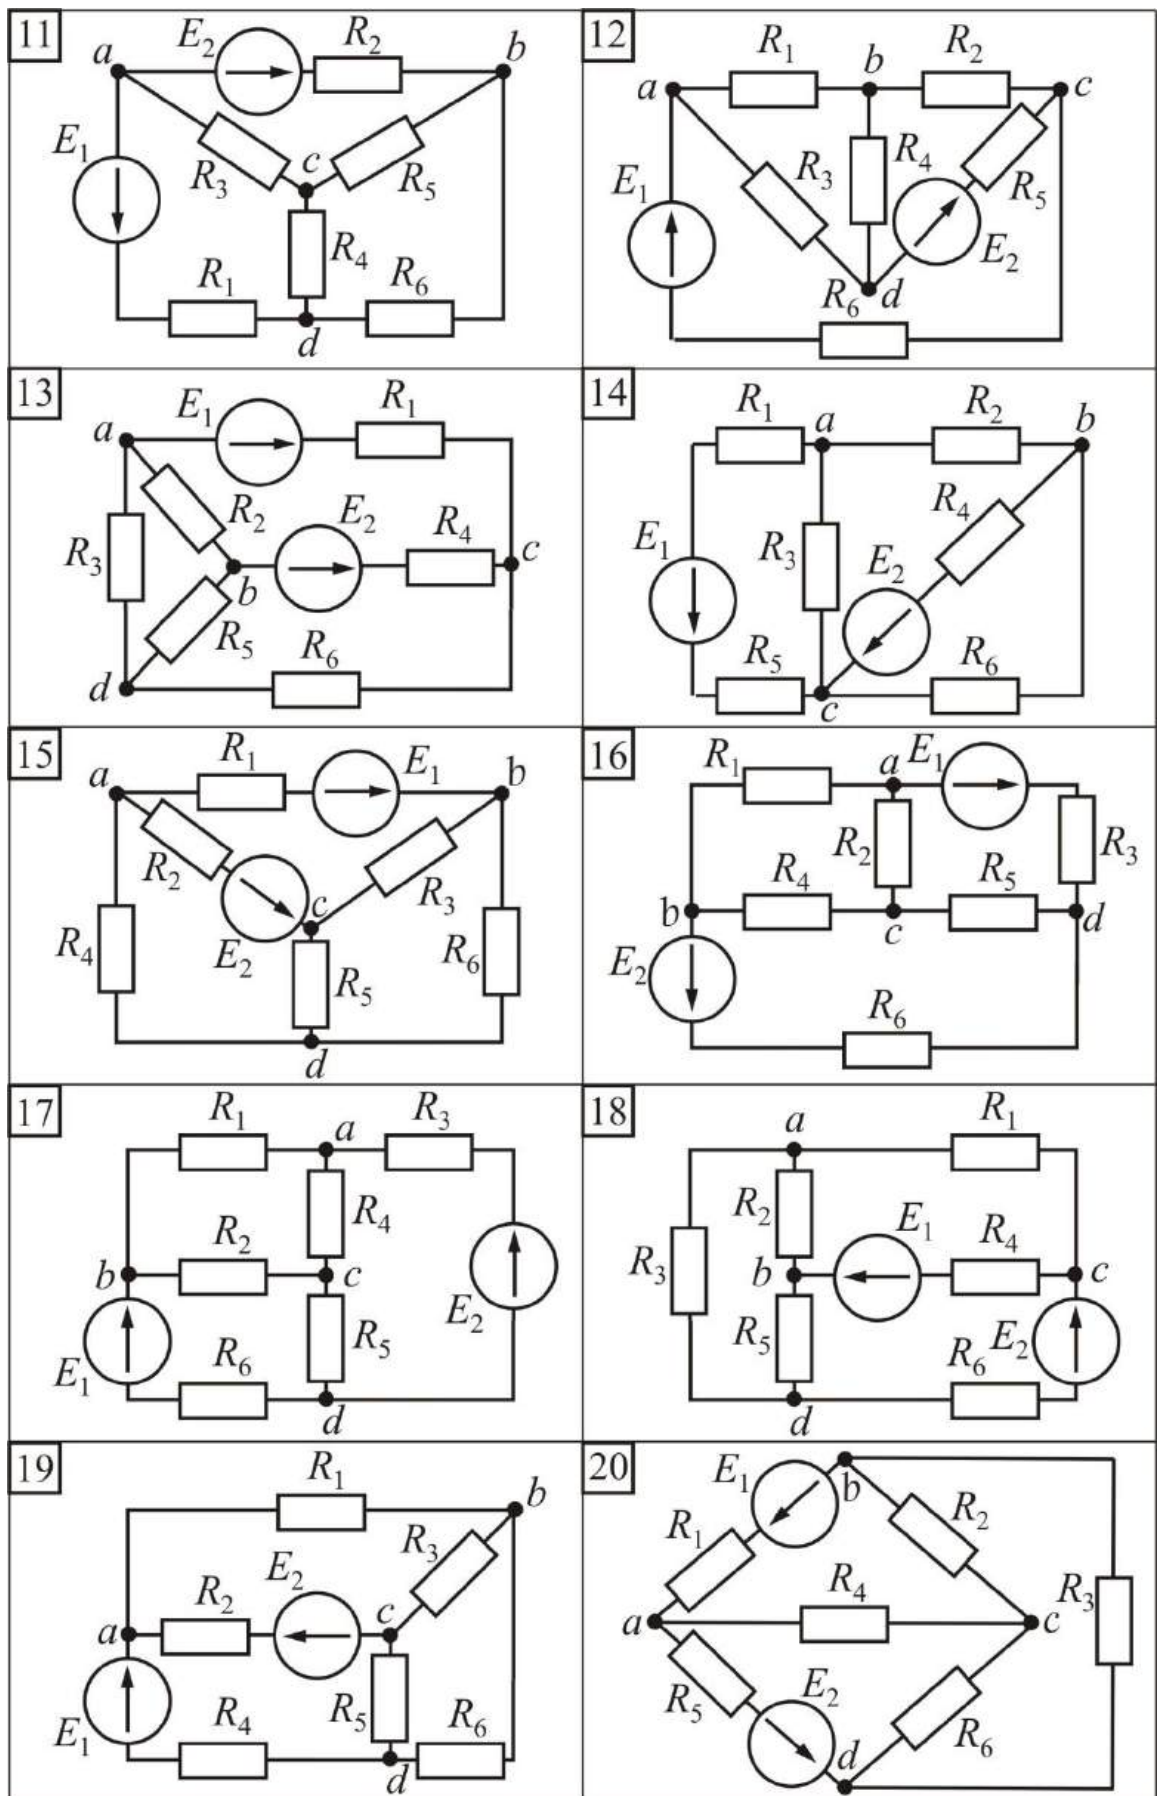 11
a E₂ R₂ b
E₁ R₃ c R₅
R₁ R₄ R₆
d
12
R₁ b R₂
a c
E₁ R₃ R₄ R₅
E₂
R₆ d
13
E₁ R₁
a
R₂ E₂ R₄
R₃ b c
R₅ R₆
d
14
R₁ a R₂ b
R₄
E₁ R₃ E₂
R₅ R₆
c
15
a R₁ E₁ b
R₂ R₃
c
R₄ E₂ R₅ R₆
d
16
R₁ a E₁
R₂ R₃
R₄ R₅
b c d
E₂ R₆
17
R₁ a R₃
R₄
R₂
b c
R₅ E₂
E₁ R₆
d
18
a R₁
R₂ E₁ R₄
R₃ b c
R₅ R₆ E₂
d
19
R₁ b
R₃
R₂ E₂
a c
E₁ R₄ R₅ R₆
d
20
E₁ b
R₁ R₂
R₄ R₃
a c
R₅ E₂
d R₆